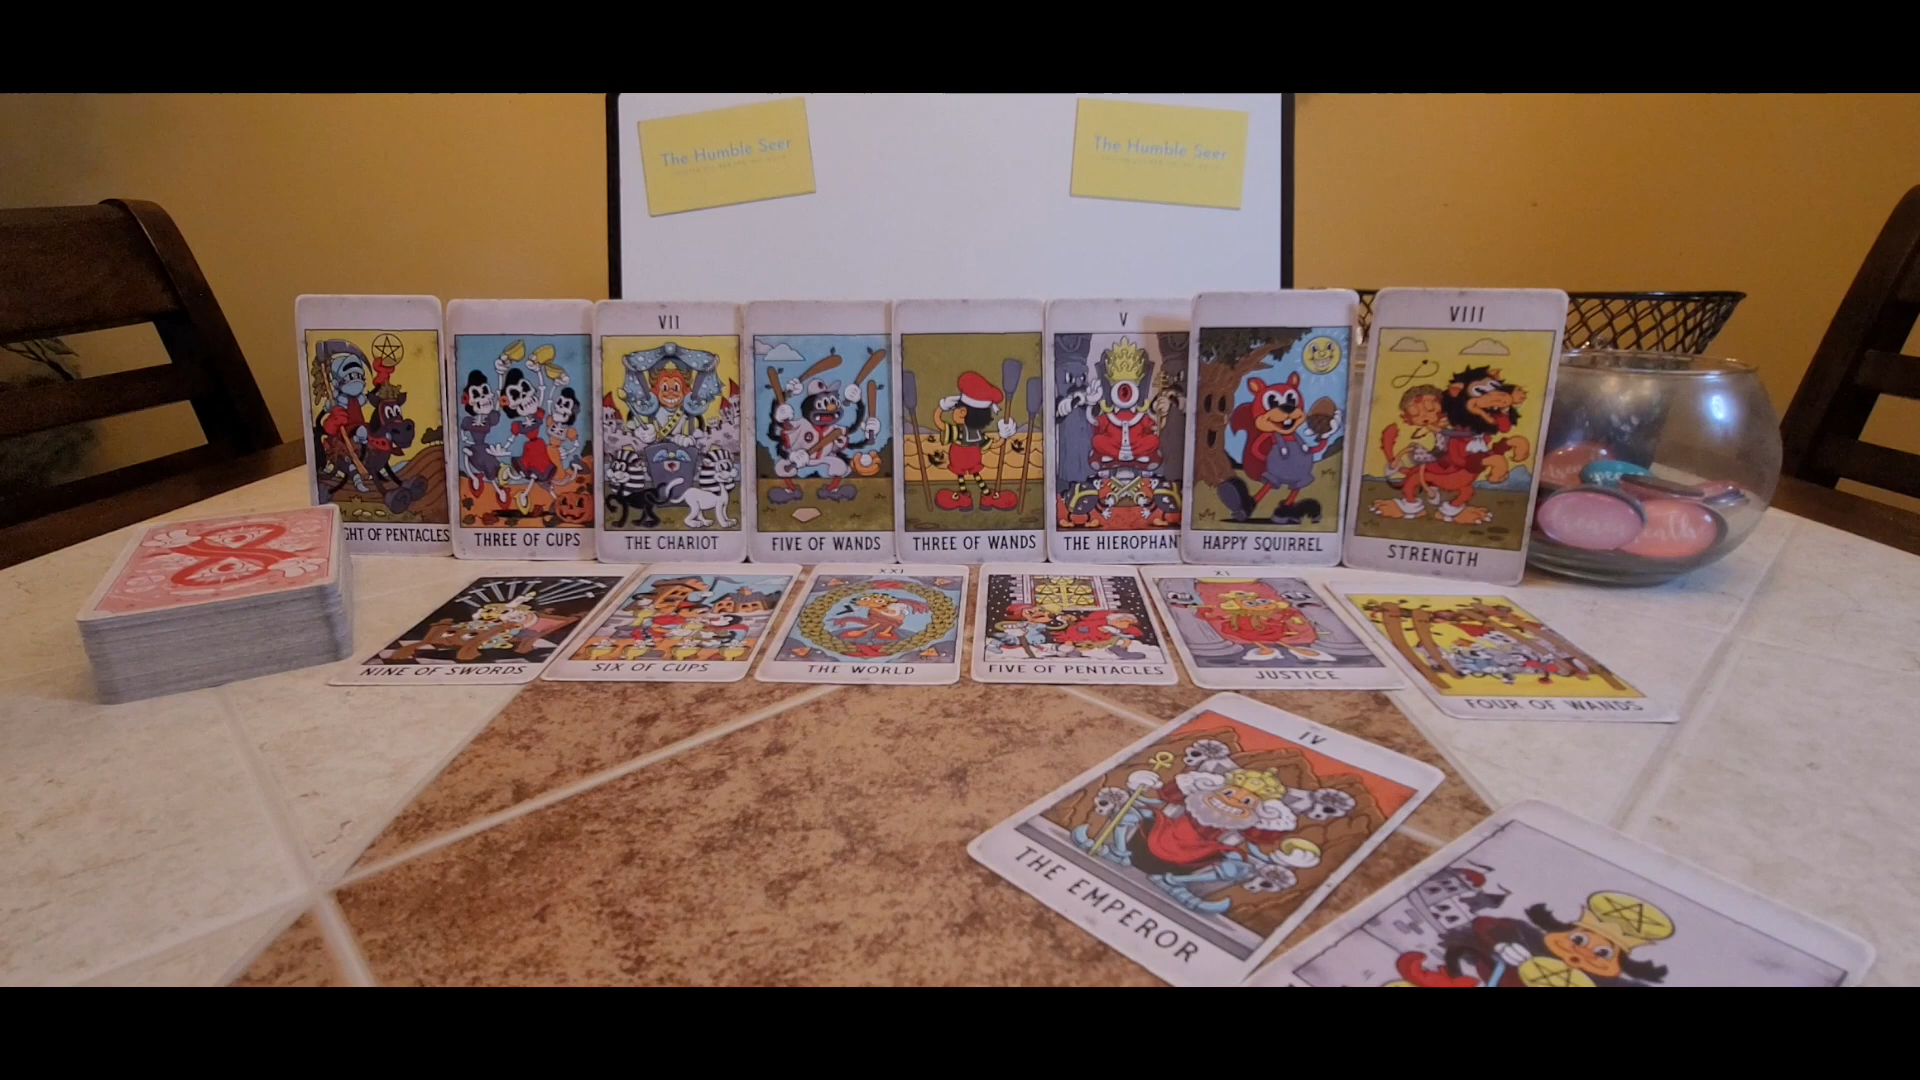 The Humble Seer
The Humble Seer
GHT OF PENTACLES
THREE OF CUPS
VII
THE CHARIOT
FIVE OF WANDS
THREE OF WANDS
V
THE HIEROPHAN
HAPPY SQUIRREL
VIII
STRENGTH
NINE OF SWORDS
SIX OF CUPS
XXI
THE WORLD
FIVE OF PENTACLES
XI
JUSTICE
FOUR OF WANDS
IV
THE EMPEROR